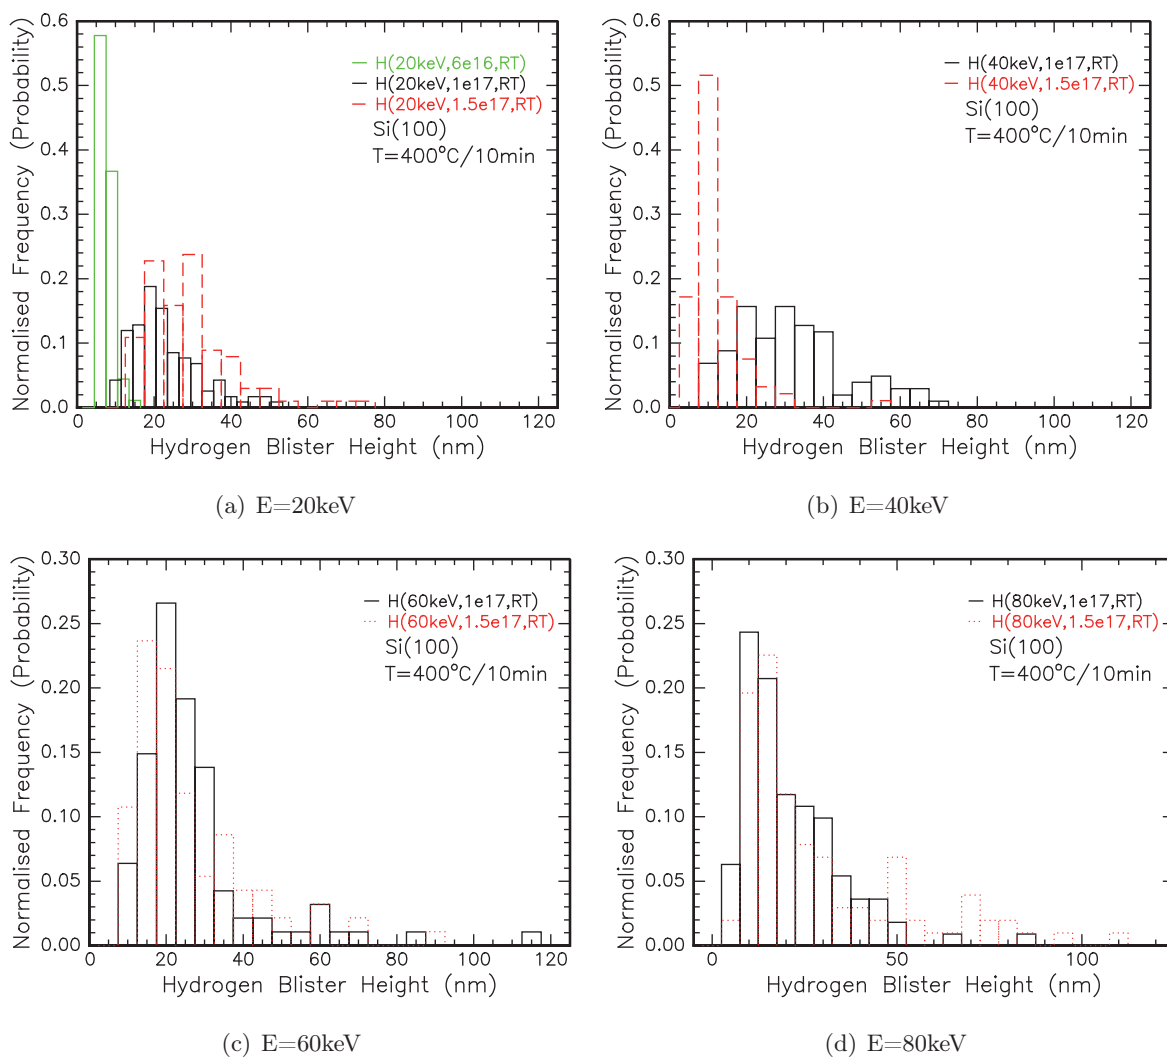 0.6
0.5
0.4
0.3
0.2
0.1
0.0
Normalised Frequency (Probability)
H(20keV,6e16,RT)
H(20keV,1e17,RT)
H(20keV,1.5e17,RT)
Si(100)
T=400°C/10min
0 20 40 60 80 100 120
Hydrogen Blister Height (nm)
(a) E=20keV
0.6
0.5
0.4
0.3
0.2
0.1
0.0
Normalised Frequency (Probability)
H(40keV,1e17,RT)
H(40keV,1.5e17,RT)
Si(100)
T=400°C/10min
0 20 40 60 80 100 120
Hydrogen Blister Height (nm)
(b) E=40keV
0.30
0.25
0.20
0.15
0.10
0.05
0.00
Normalised Frequency (Probability)
H(60keV,1e17,RT)
H(60keV,1.5e17,RT)
Si(100)
T=400°C/10min
0 20 40 60 80 100 120
Hydrogen Blister Height (nm)
(c) E=60keV
0.30
0.25
0.20
0.15
0.10
0.05
0.00
Normalised Frequency (Probability)
H(80keV,1e17,RT)
H(80keV,1.5e17,RT)
Si(100)
T=400°C/10min
0 50 100
Hydrogen Blister Height (nm)
(d) E=80keV